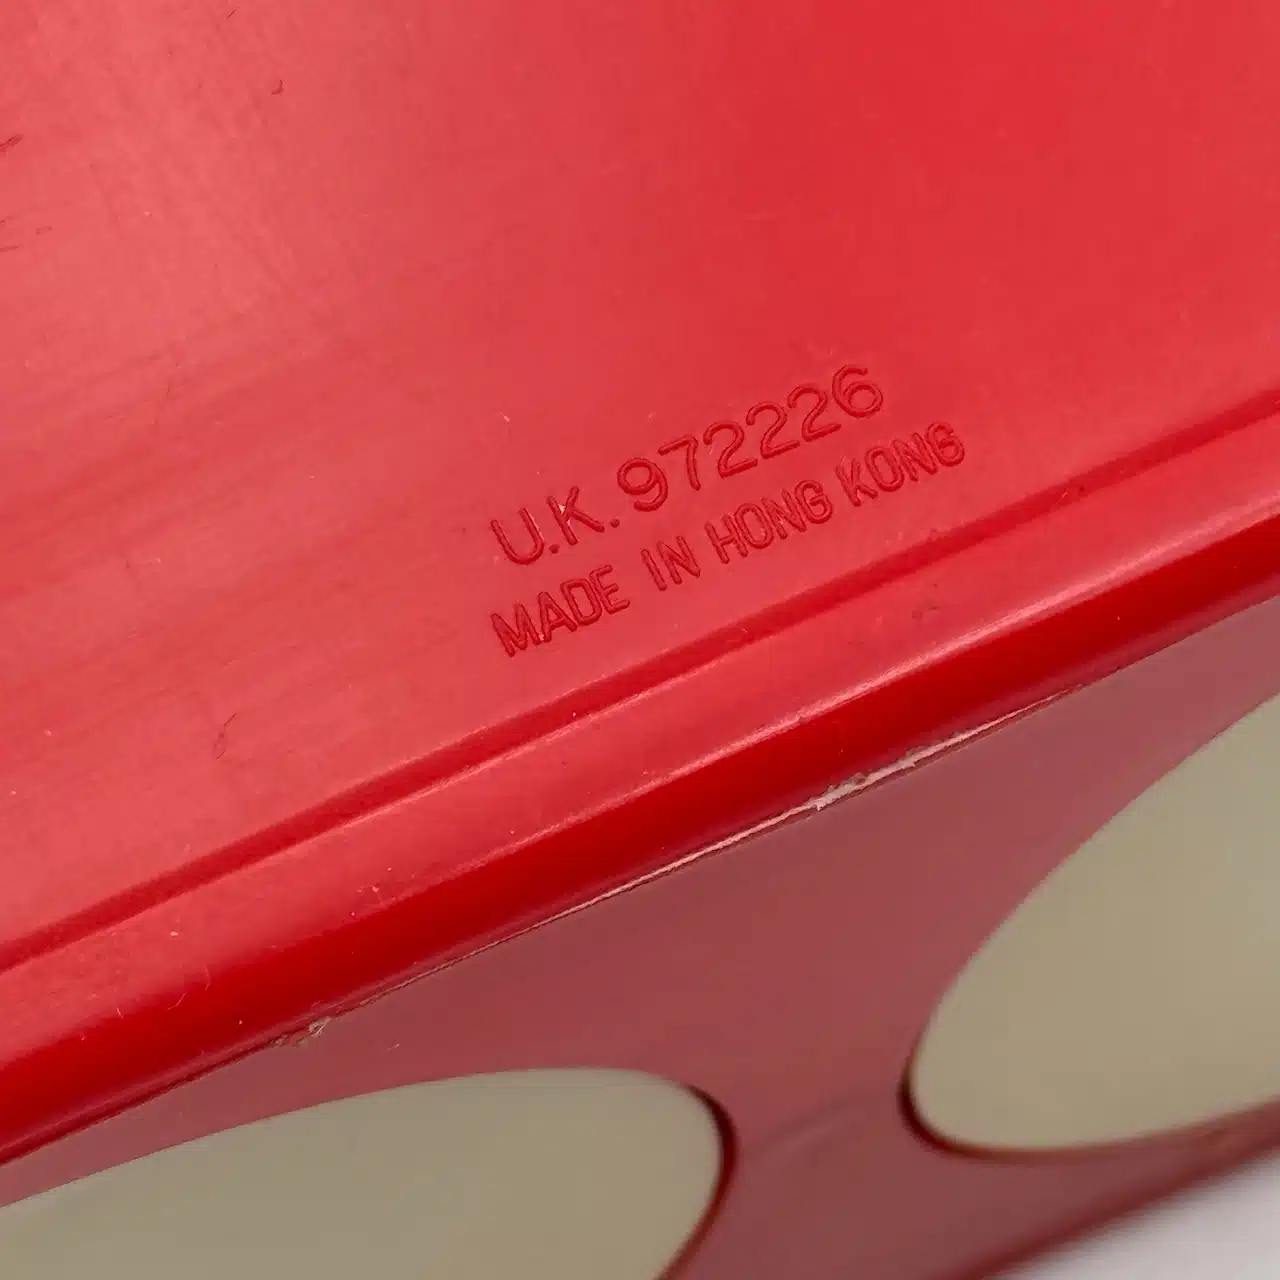 U.K. 972226
MADE IN HONG KONG